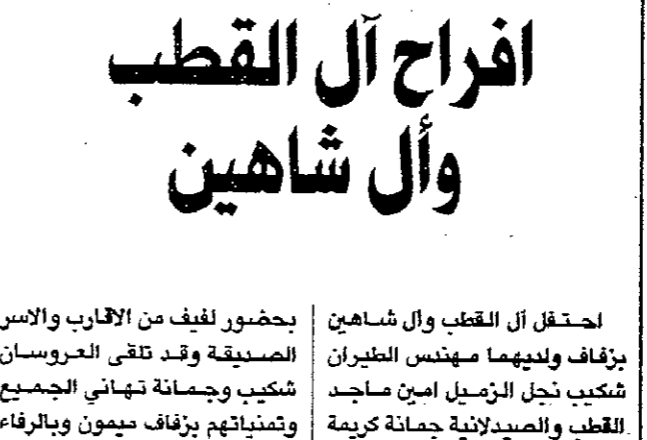 افراح آل القطب
وأل شاهين
احتفل آل القطب وآل شاهين
بزفاف ولديهما مهندس الطيران
شكيب نجل الزميل امين ماجد
القطب والصيدلانية جمانة كريمة
بحضور لفيف من الاقارب والاسر
الصديقة وقد تلقى العروسان
شكيب وجمانة تهاني الجميع
وتمنياتهم بزفاف ميمون وبالرفاء